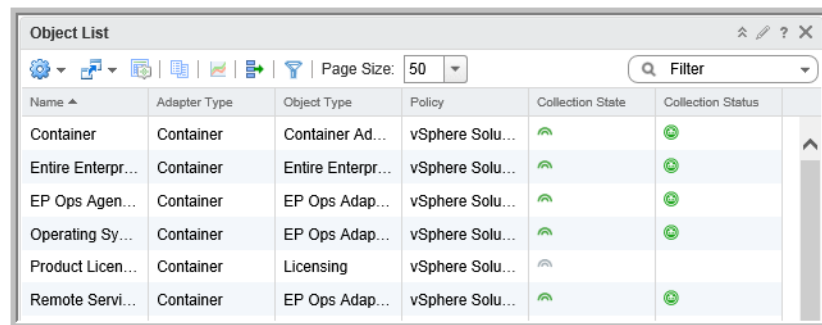 Object List ?
Page Size: 50 Filter
Name Adapter Type Object Type Policy Collection State Collection Status
Container Container Container Ad... vSphere Solu...
Entire Enterpr... Container Entire Enterpr... vSphere Solu...
EP Ops Agen... Container EP Ops Adap... vSphere Solu...
Operating Sy... Container EP Ops Adap... vSphere Solu...
Product Licen... Container Licensing vSphere Solu...
Remote Servi... Container EP Ops Adap... vSphere Solu...